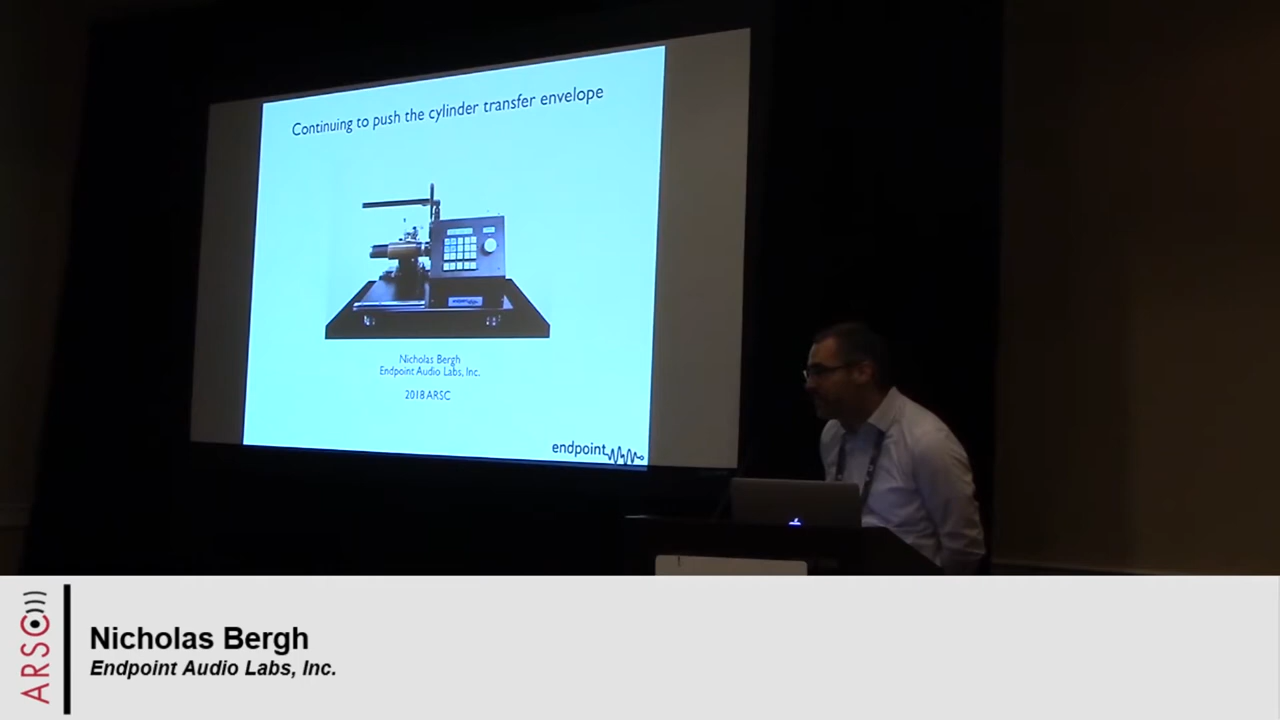 Continuing to push the cylinder transfer envelope
Nicholas Bergh
Endpoint Audio Labs, Inc.
2018 ARSC
endpoint
ARSC
Nicholas Bergh
Endpoint Audio Labs, Inc.